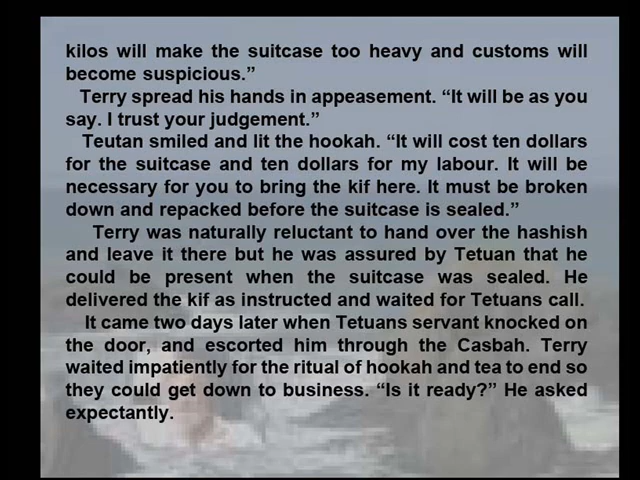 kilos will make the suitcase too heavy and customs will
become suspicious.”
Terry spread his hands in appeasement. “It will be as you
say. I trust your judgement.”
Teutan smiled and lit the hookah. “It will cost ten dollars
for the suitcase and ten dollars for my labour. It will be
necessary for you to bring the kif here. It must be broken
down and repacked before the suitcase is sealed.”
Terry was naturally reluctant to hand over the hashish
and leave it there but he was assured by Tetuan that he
could be present when the suitcase was sealed. He
delivered the kif as instructed and waited for Tetuans call.
It came two days later when Tetuans servant knocked on
the door, and escorted him through the Casbah. Terry
waited impatiently for the ritual of hookah and tea to end so
they could get down to business. “Is it ready?” He asked
expectantly.